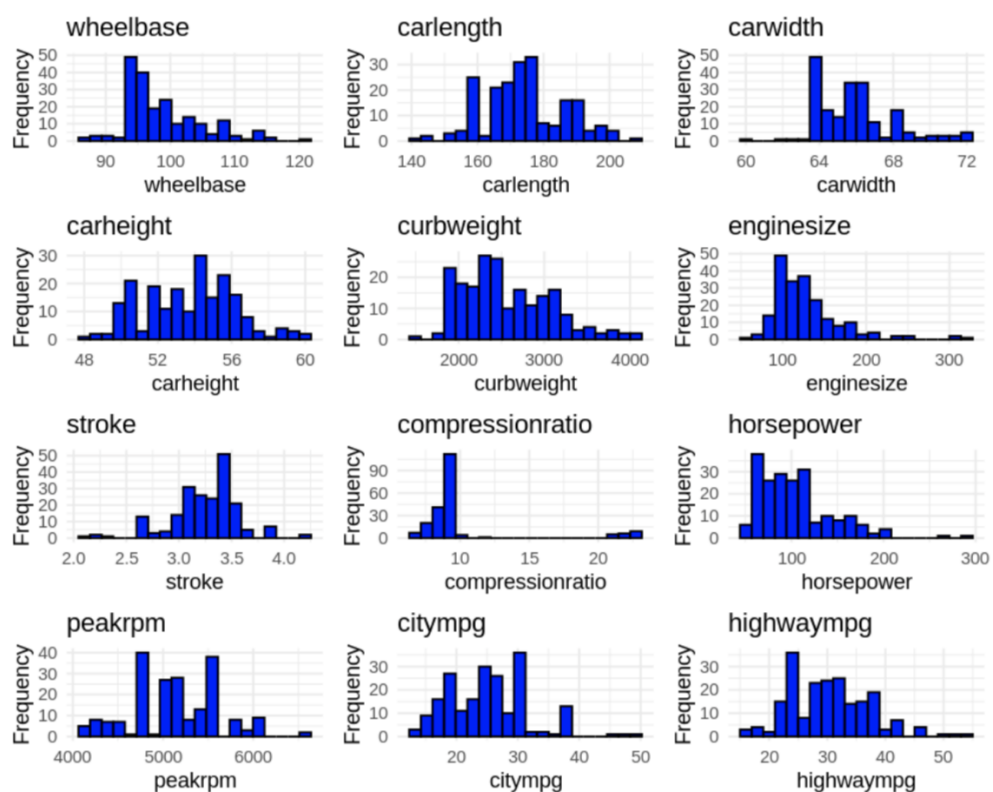 wheelbase
50
40
30
20
10
0
Frequency
90 100 110 120
wheelbase
carlength
30
20
10
0
Frequency
140 160 180 200
carlength
carwidth
50
40
30
20
10
0
Frequency
60 64 68 72
carwidth
carheight
30
20
10
0
Frequency
48 52 56 60
carheight
curbweight
20
10
0
Frequency
2000 3000 4000
curbweight
enginesize
50
40
30
20
10
0
Frequency
100 200 300
enginesize
stroke
50
40
30
20
10
0
Frequency
2.0 2.5 3.0 3.5 4.0
stroke
compressionratio
90
60
30
0
Frequency
10 15 20
compressionratio
horsepower
30
20
10
0
Frequency
100 200 300
horsepower
peakrpm
40
30
20
10
0
Frequency
4000 5000 6000
peakrpm
citympg
30
20
10
0
Frequency
20 30 40 50
citympg
highwaympg
30
20
10
0
Frequency
20 30 40 50
highwaympg